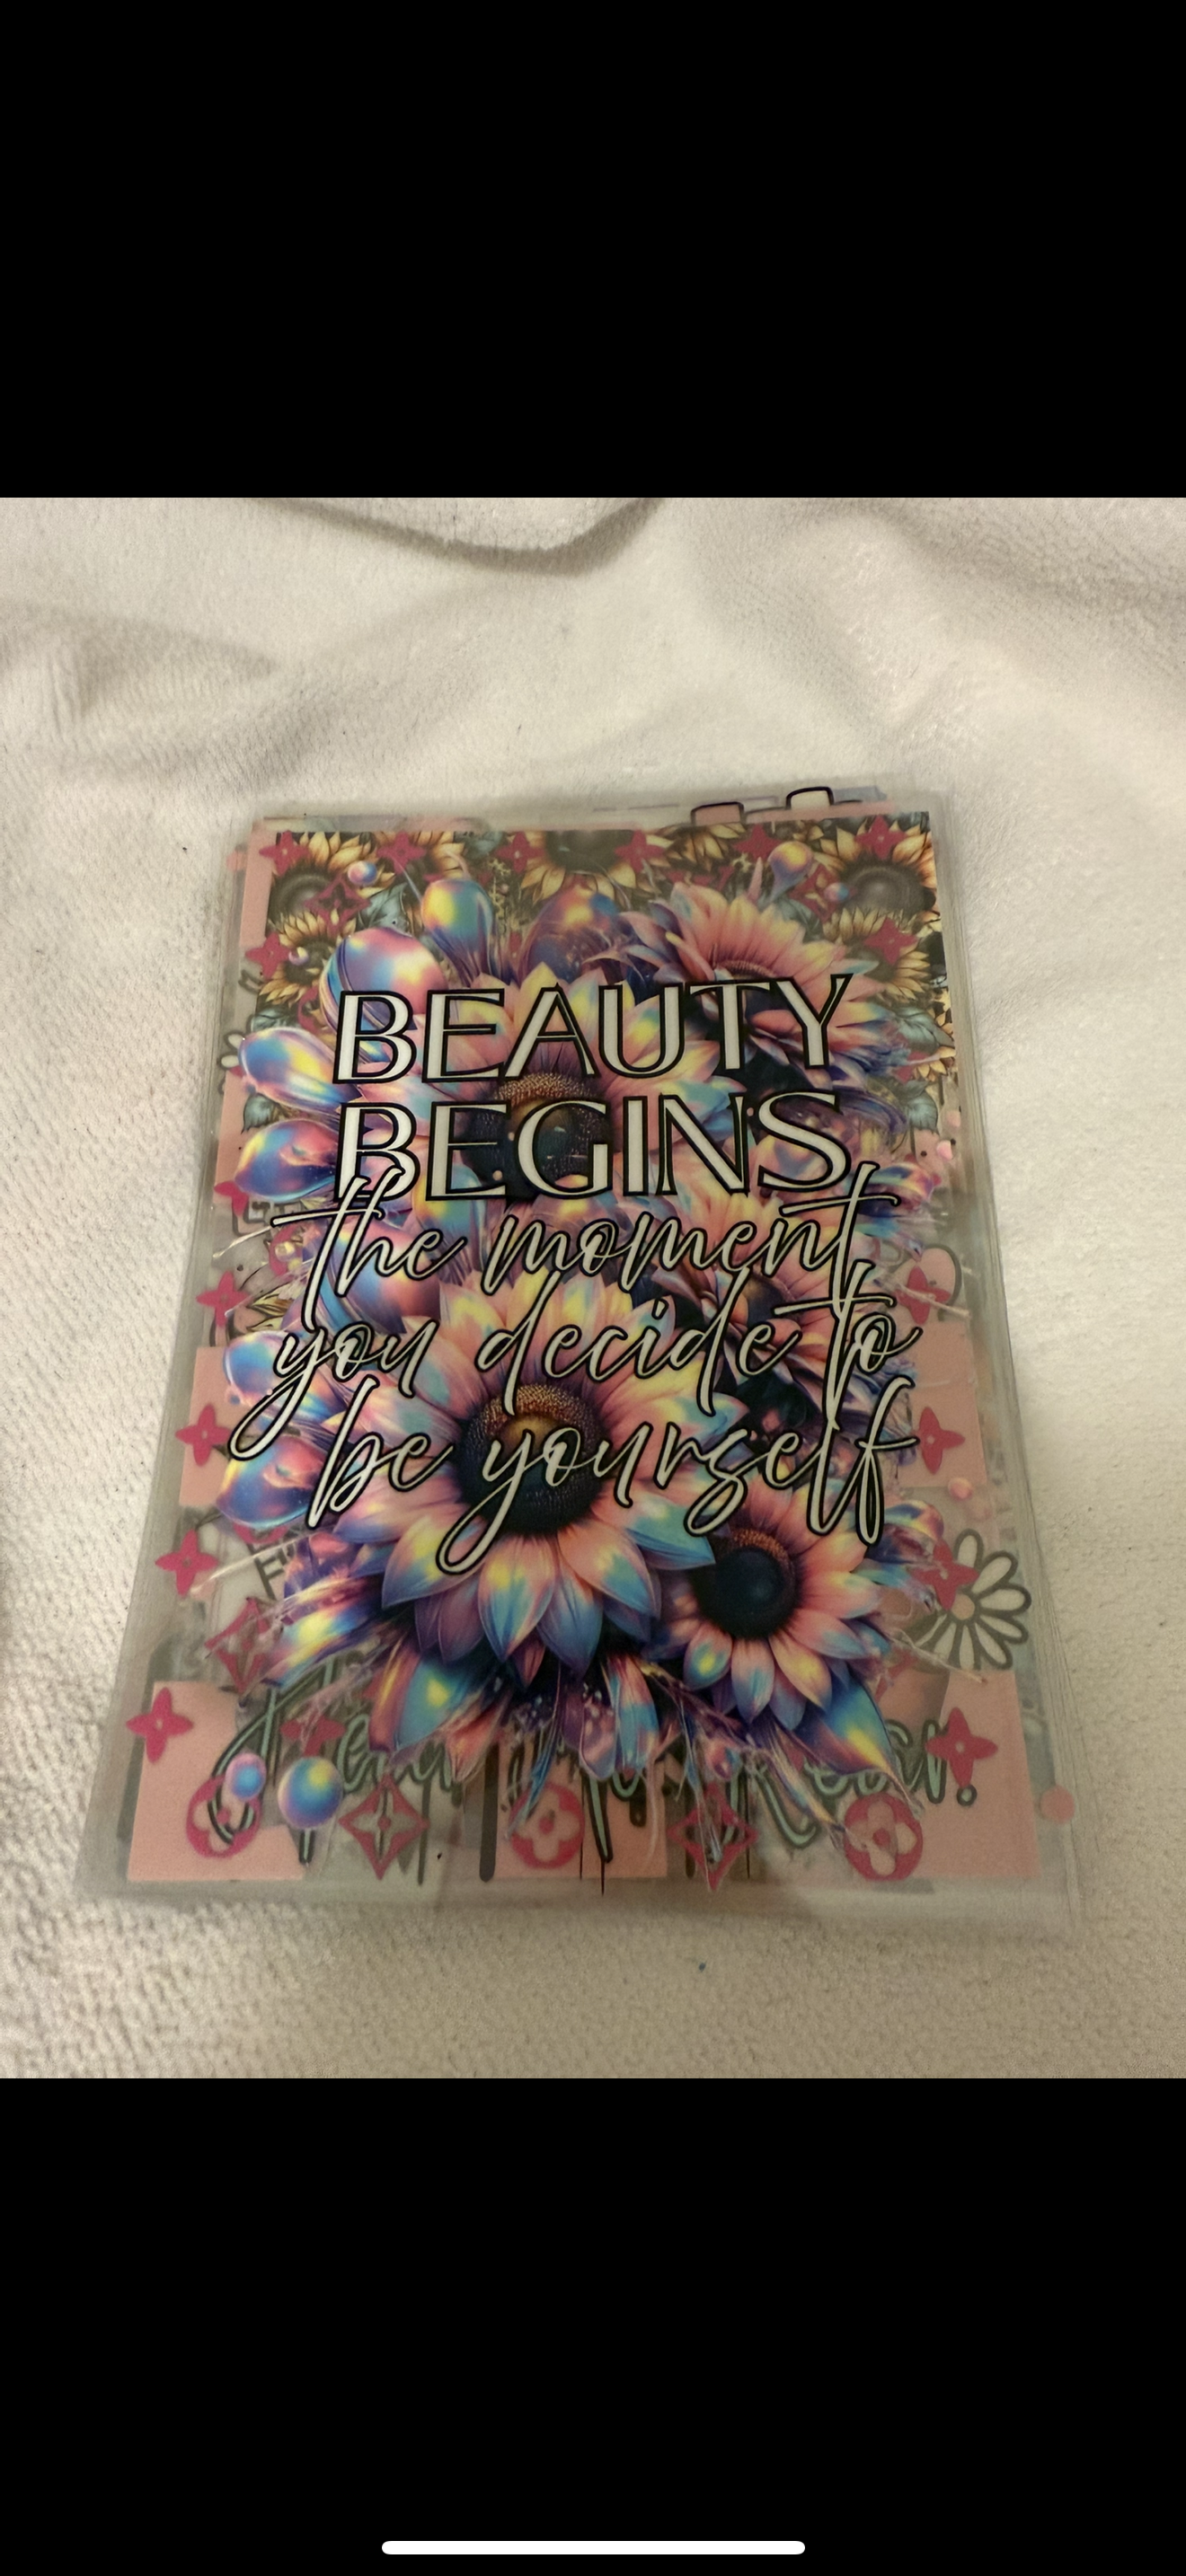 BEAUTY
BEGINS
the moment
you decide to
be yourself